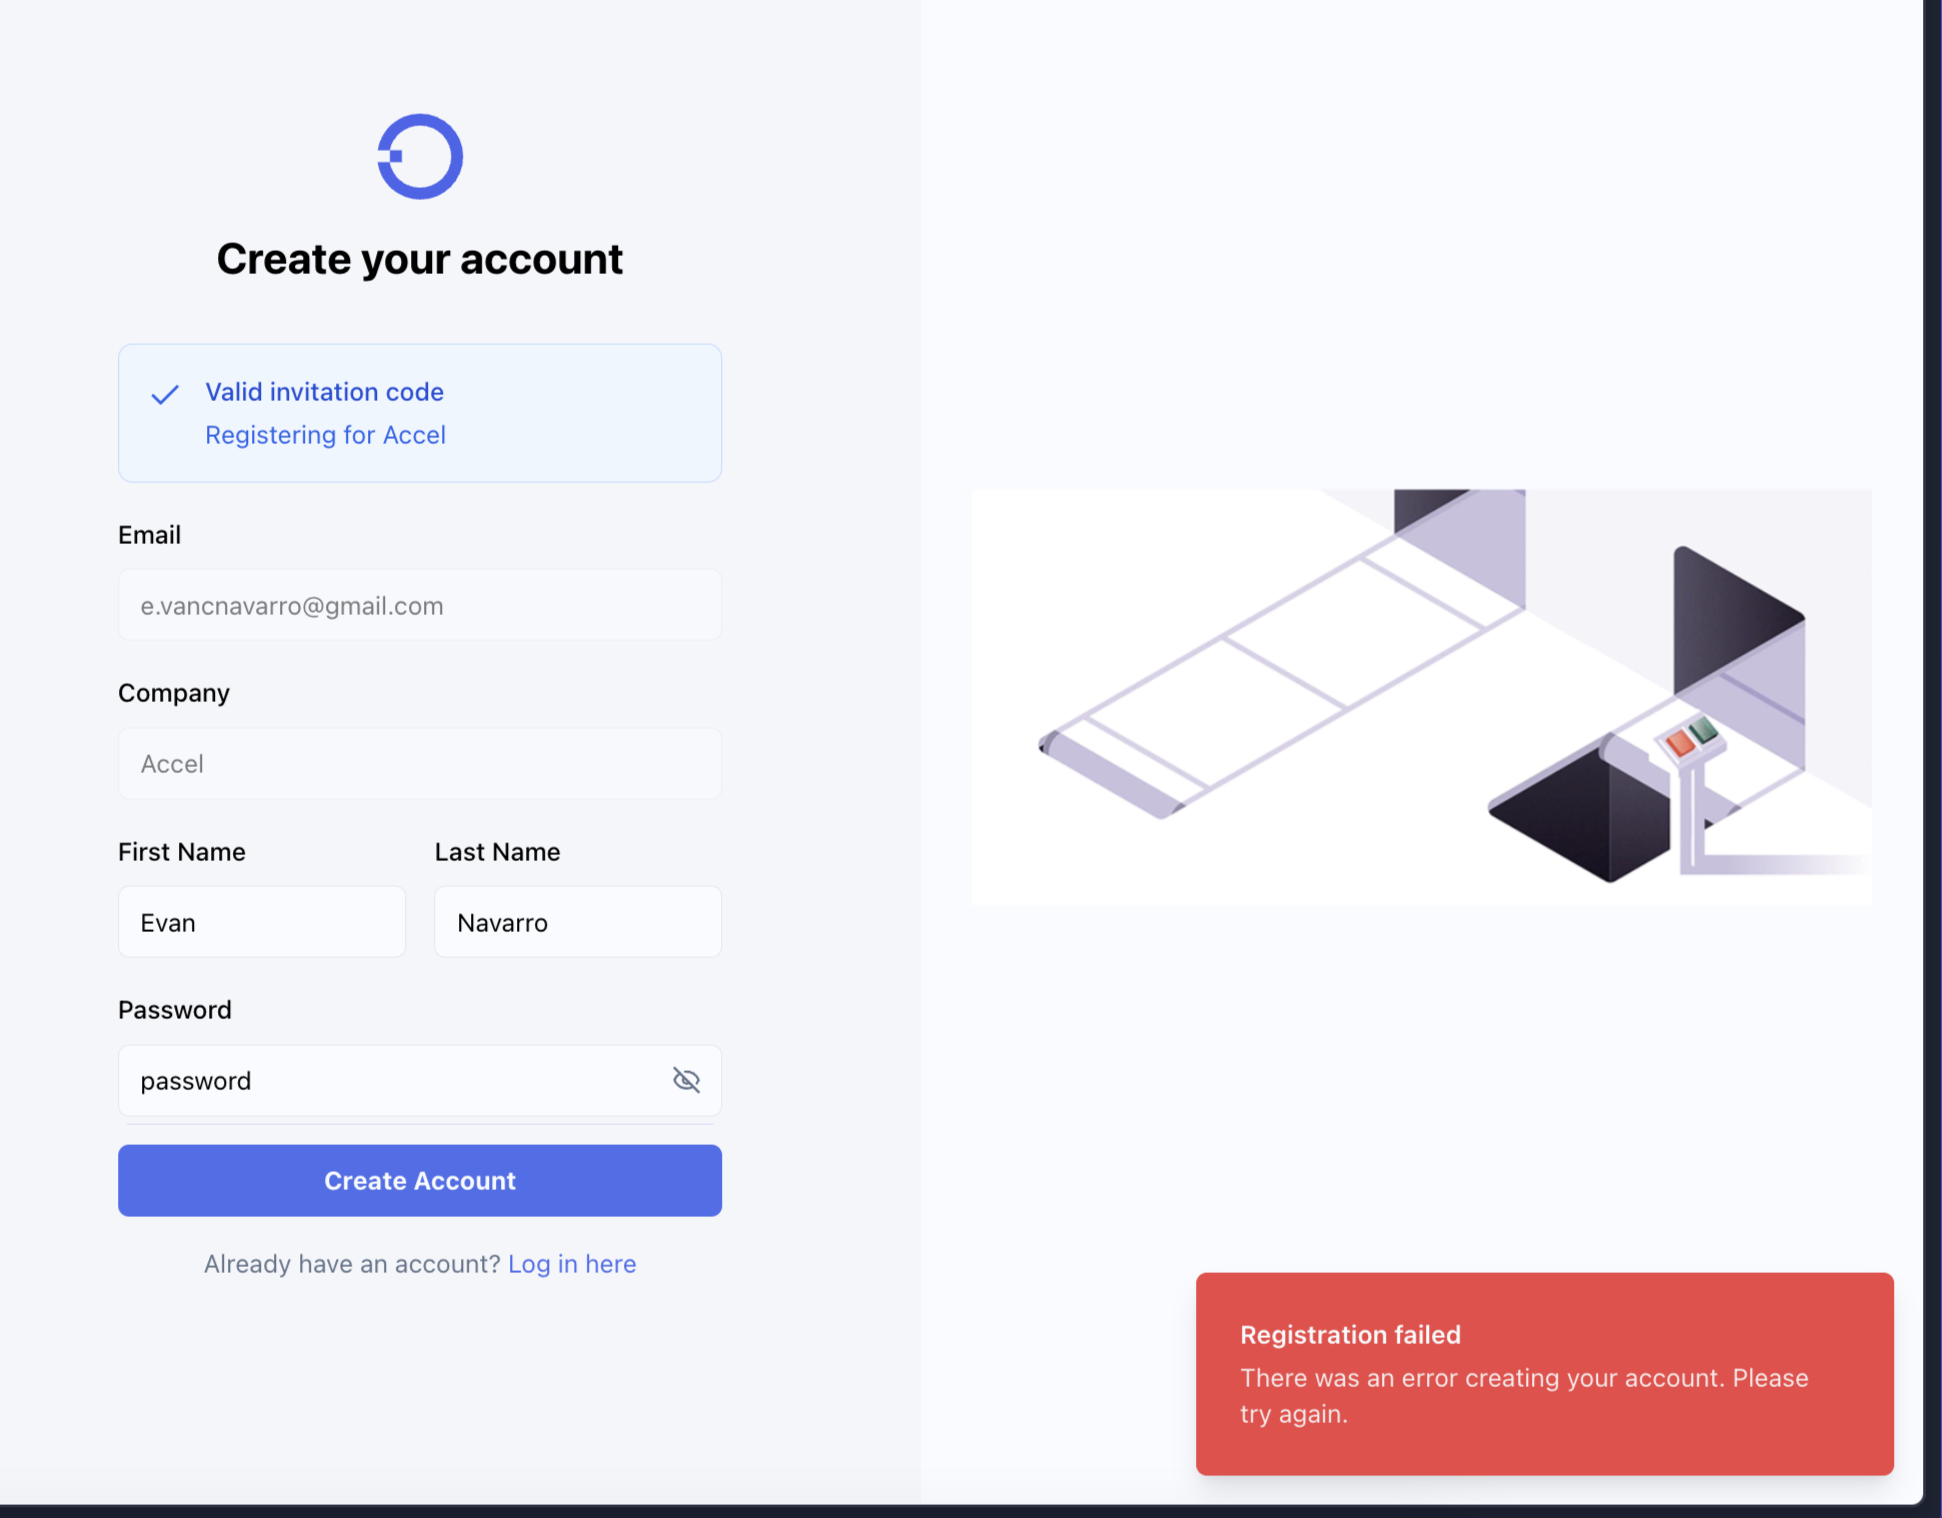 Create your account
Valid invitation code
Registering for Accel
Email
e.vancnavarro@gmail.com
Company
Accel
First Name
Last Name
Evan
Navarro
Password
password
Create Account
Already have an account? Log in here
Registration failed
There was an error creating your account. Please
try again.